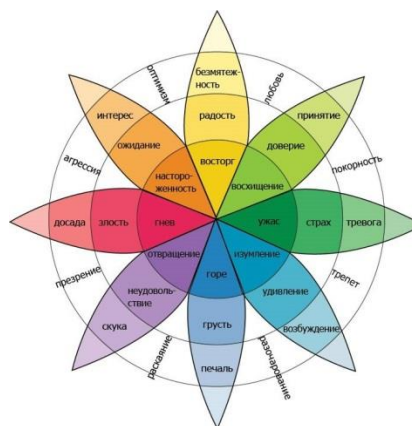 безмятеж-
ность
радость
восторг
любовь
принятие
доверие
восхищение
покорность
тревога
страх
ужас
трепет
возбуждение
удивление
изумление
разочарование
печаль
грусть
горе
раскаяние
скука
неудоволь-
ствие
отвращение
презрение
досада
злость
гнев
агрессия
интерес
ожидание
насторо-
женность
оптимизм